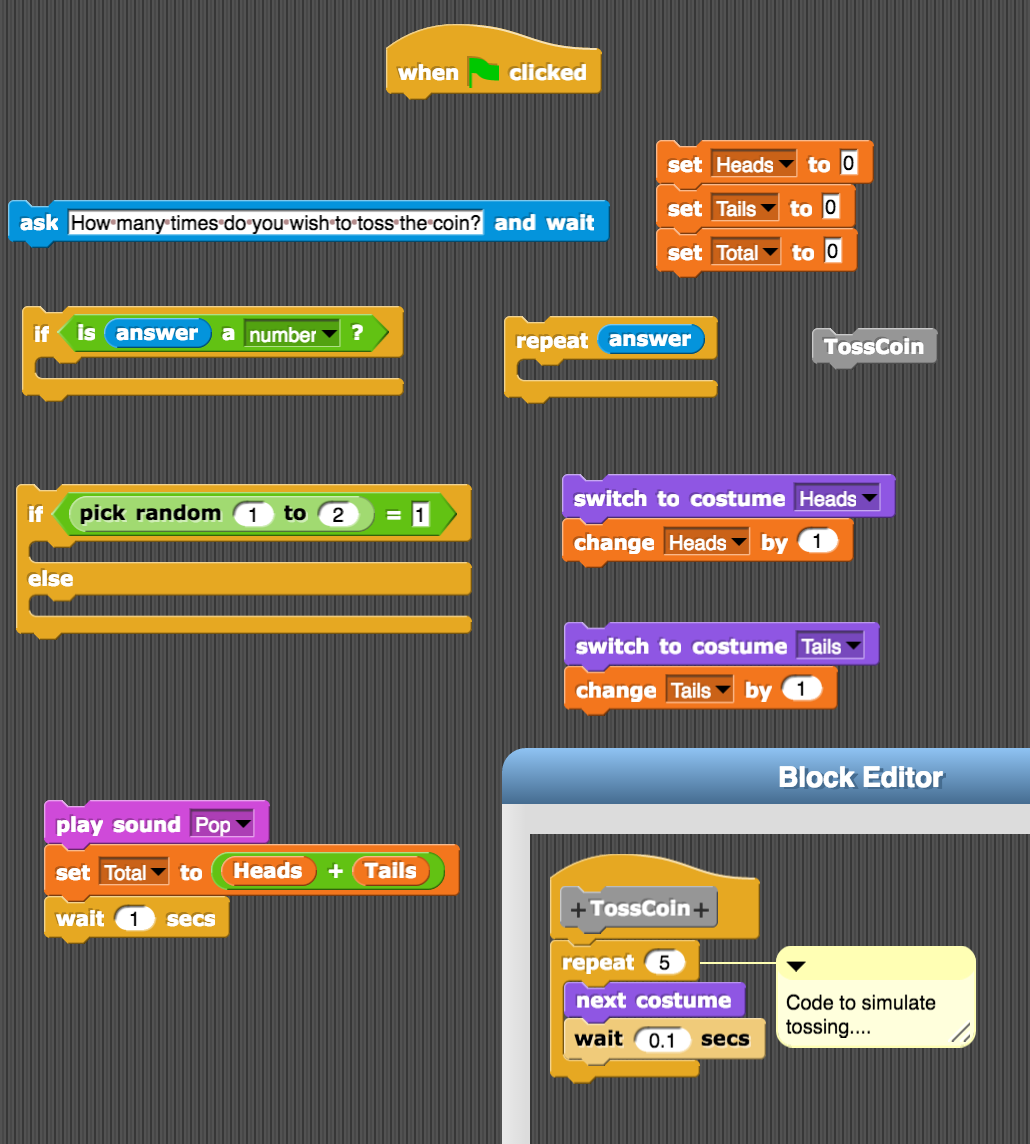 when clicked
set Heads to 0
set Tails to 0
set Total to 0
ask How many times do you wish to toss the coin? and wait
if is answer a number ?
repeat answer
TossCoin
if pick random 1 to 2 = 1
else
switch to costume Heads
change Heads by 1
switch to costume Tails
change Tails by 1
play sound Pop
set Total to Heads + Tails
wait 1 secs
Block Editor
+ TossCoin +
repeat 5
next costume
wait 0.1 secs
Code to simulate
tossing....